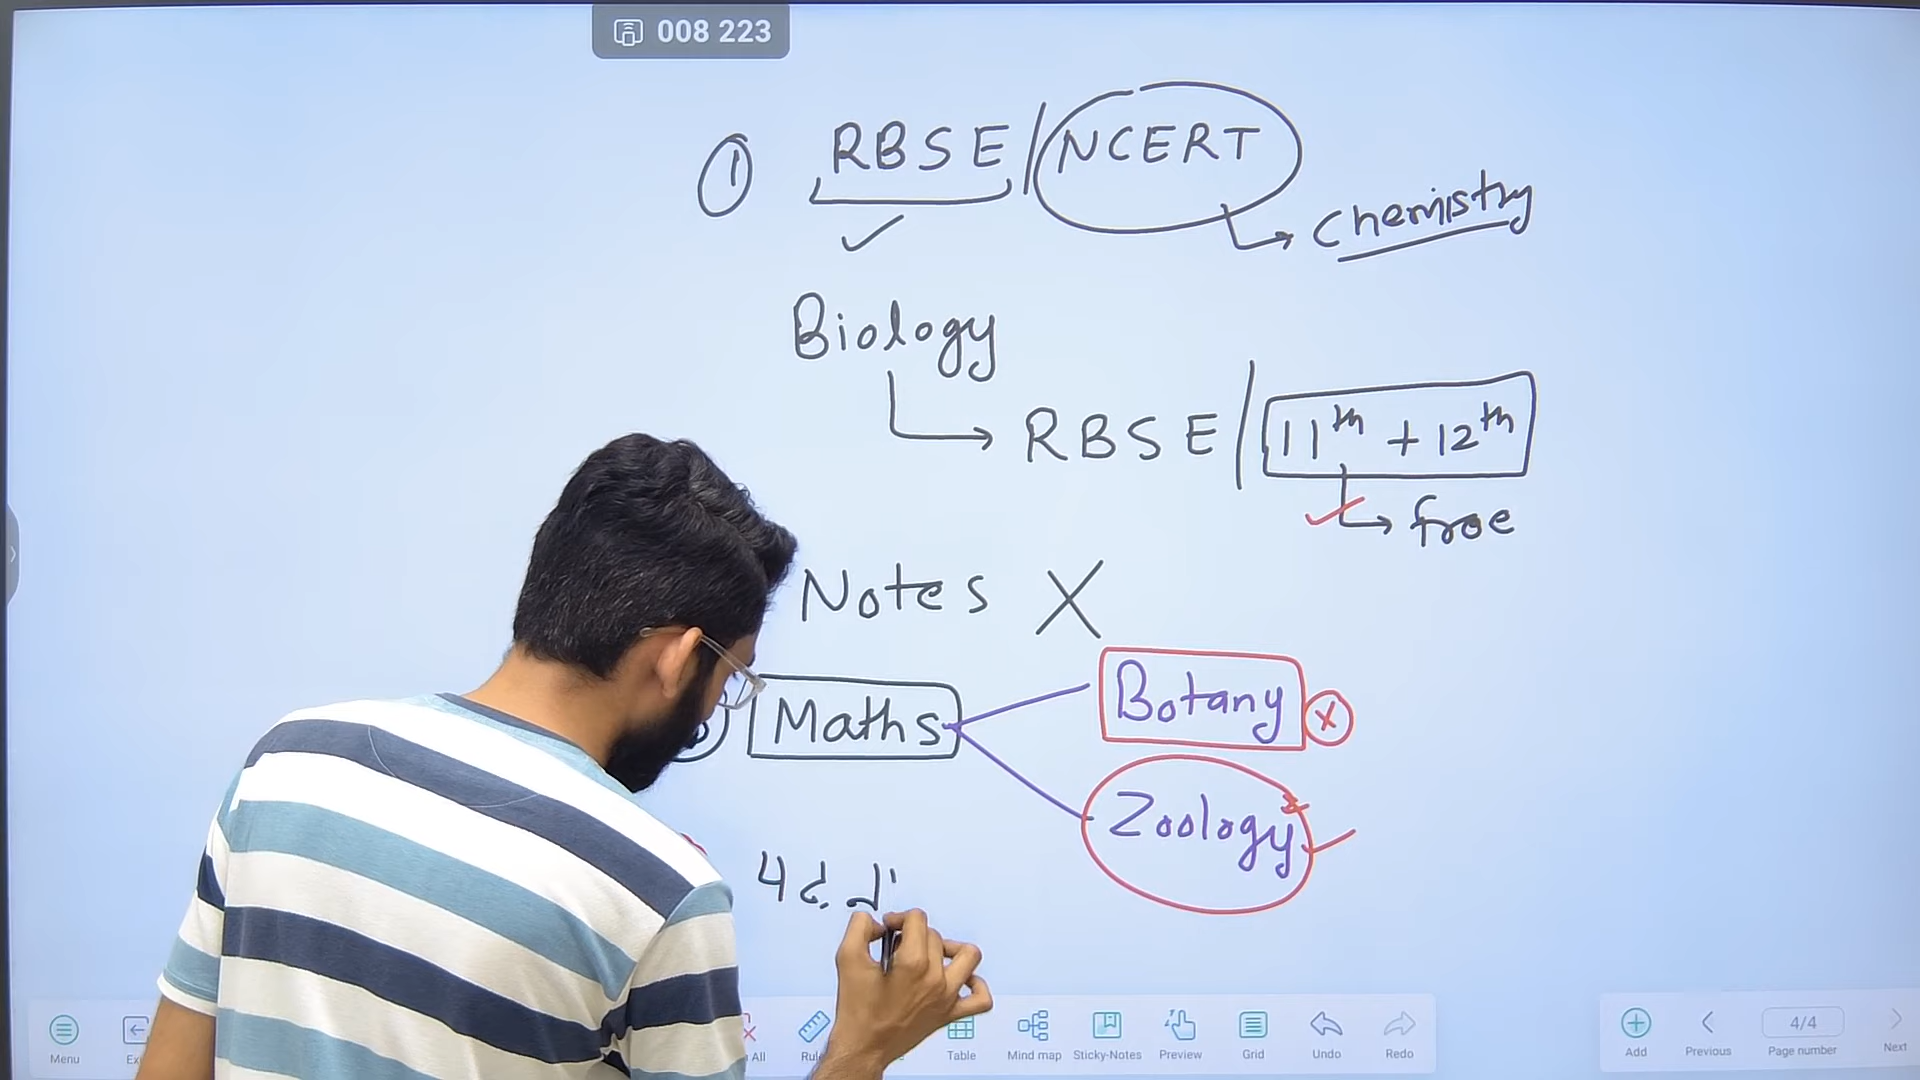 008 223
① RBSE / NCERT
✓
→ Chemistry
Biology
→ RBSE / 11th + 12th
✓ → free
Notes X
Maths
Botany X
Zoology ✓
Menu
Table Mind map Sticky-Notes Preview Grid Undo Redo
Add Previous 4/4 Page number Next